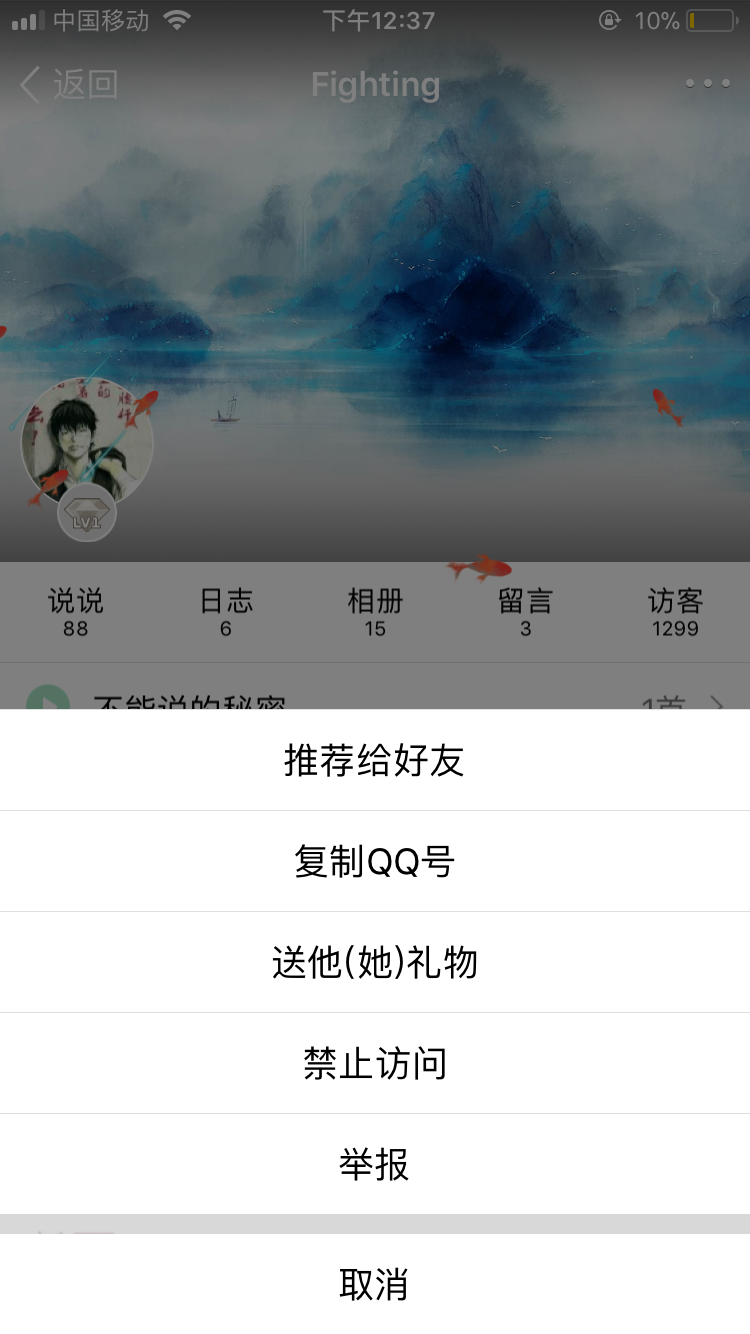 中国移动 下午12:37 10%
返回 Fighting
LV1
说说 日志 相册 留言 访客
88 6 15 3 1299
不能说的秘密 1首
推荐给好友
复制QQ号
送他(她)礼物
禁止访问
举报
取消